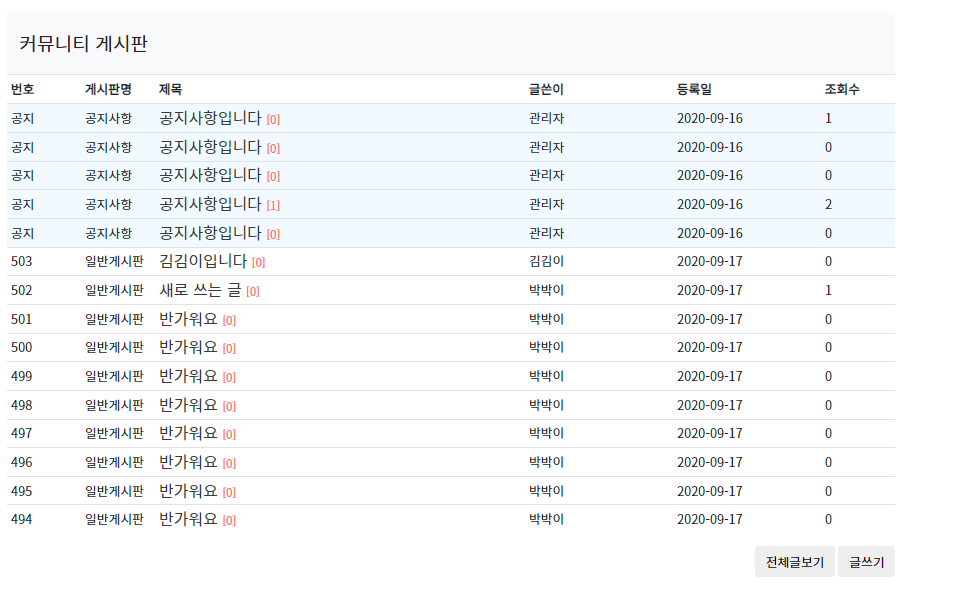 커뮤니티 게시판
번호 게시판명 제목 글쓴이 등록일 조회수
공지 공지사항 공지사항입니다 [0] 관리자 2020-09-16 1
공지 공지사항 공지사항입니다 [0] 관리자 2020-09-16 0
공지 공지사항 공지사항입니다 [0] 관리자 2020-09-16 0
공지 공지사항 공지사항입니다 [1] 관리자 2020-09-16 2
공지 공지사항 공지사항입니다 [0] 관리자 2020-09-16 0
503 일반게시판 김김이입니다 [0] 김김이 2020-09-17 0
502 일반게시판 새로 쓰는 글 [0] 박박이 2020-09-17 1
501 일반게시판 반가워요 [0] 박박이 2020-09-17 0
500 일반게시판 반가워요 [0] 박박이 2020-09-17 0
499 일반게시판 반가워요 [0] 박박이 2020-09-17 0
498 일반게시판 반가워요 [0] 박박이 2020-09-17 0
497 일반게시판 반가워요 [0] 박박이 2020-09-17 0
496 일반게시판 반가워요 [0] 박박이 2020-09-17 0
495 일반게시판 반가워요 [0] 박박이 2020-09-17 0
494 일반게시판 반가워요 [0] 박박이 2020-09-17 0
전체글보기 글쓰기